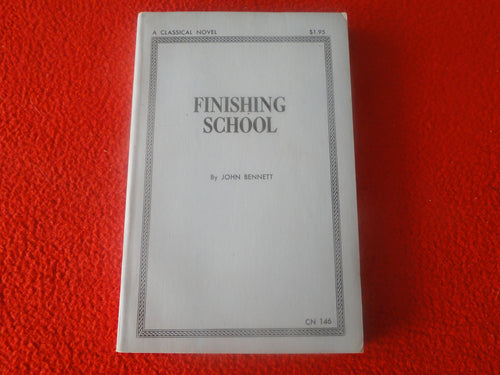 A CLASSICAL NOVEL $1.95
FINISHING
SCHOOL
By JOHN BENNETT
CN 146